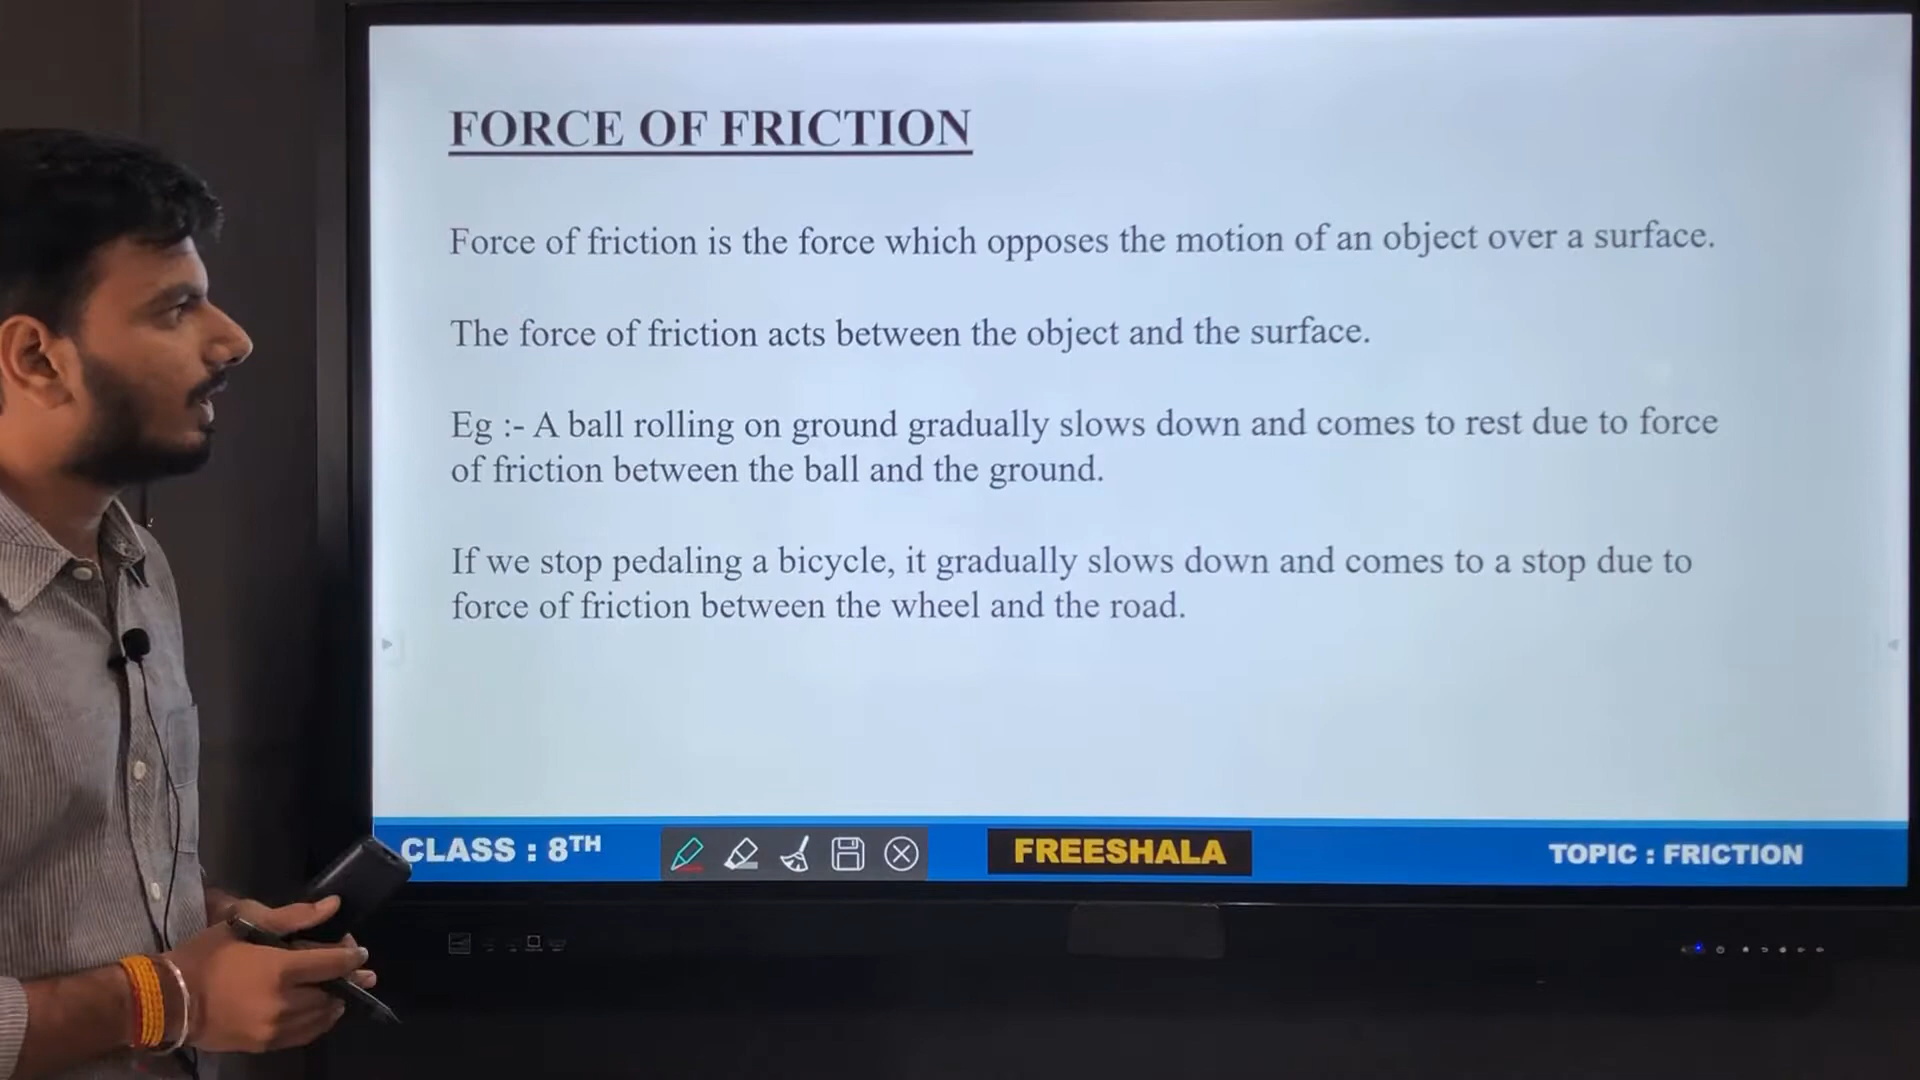 FORCE OF FRICTION
Force of friction is the force which opposes the motion of an object over a surface.
The force of friction acts between the object and the surface.
Eg :- A ball rolling on ground gradually slows down and comes to rest due to force
of friction between the ball and the ground.
If we stop pedaling a bicycle, it gradually slows down and comes to a stop due to
force of friction between the wheel and the road.
CLASS : 8TH
FREESHALA
TOPIC : FRICTION